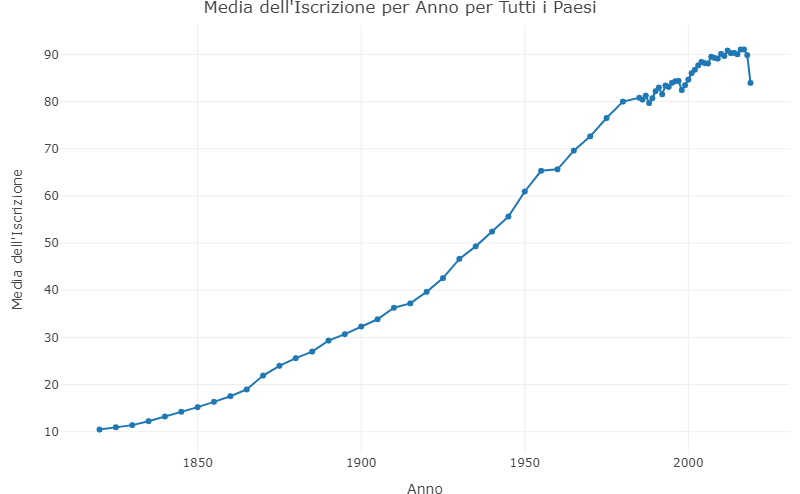 Media dell'Iscrizione per Anno per Tutti i Paesi
90
80
70
60
50
40
30
20
10
Media dell'Iscrizione
1850 1900 1950 2000
Anno